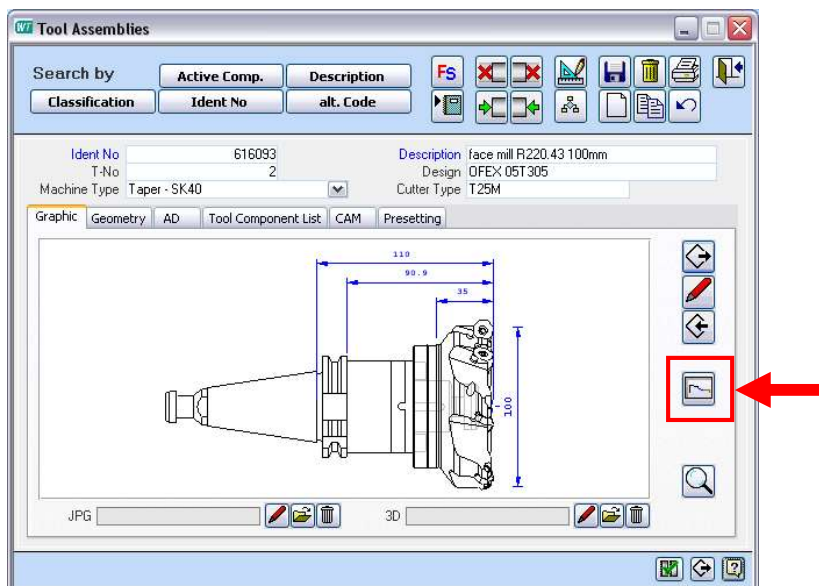 WT Tool Assemblies
Search by Active Comp. Description FS
Classification Ident No alt. Code
Ident No 616093 Description face mill R220.43 100mm
T-No 2 Design OFEX 05T305
Machine Type Taper - SK40 Cutter Type T25M
Graphic Geometry AD Tool Component List CAM Presetting
110
90.9
35
100
JPG 3D